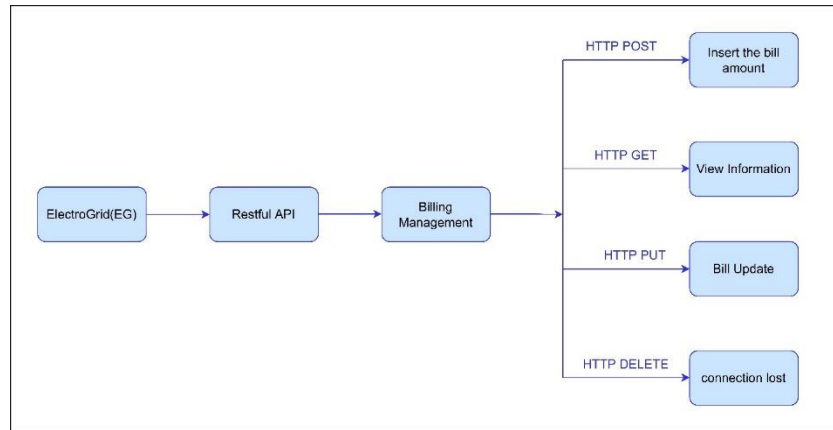 HTTP POST
Insert the bill
amount
HTTP GET
View Information
ElectroGrid(EG)
Restful API
Billing
Management
HTTP PUT
Bill Update
HTTP DELETE
connection lost